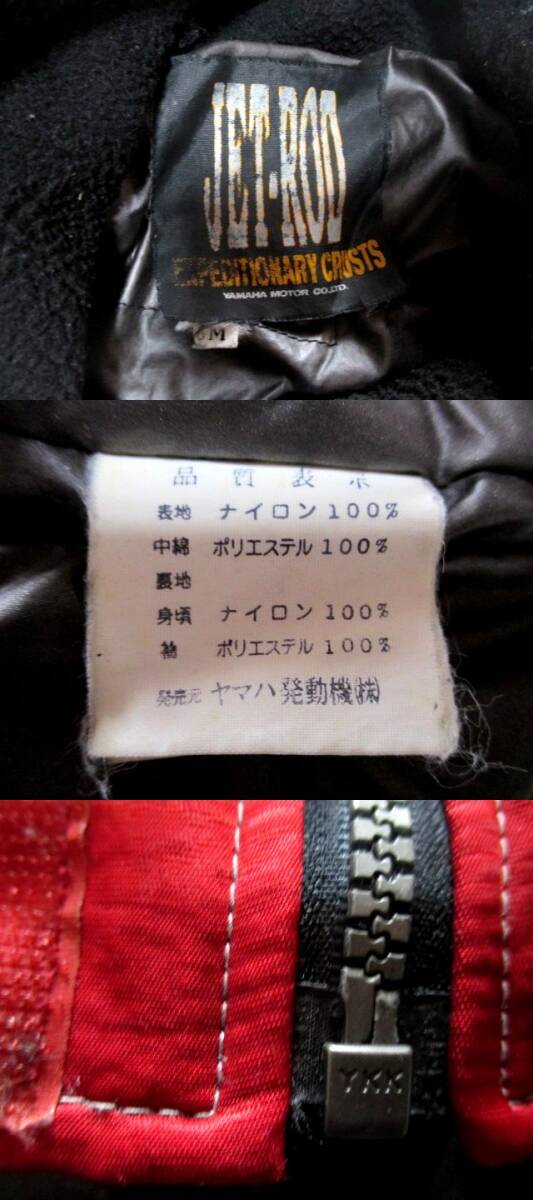 JET-ROD
EXPEDITIONARY CRUSTS
YAMAHA MOTOR CO.,LTD.
M
品質表示
表地 ナイロン100%
中綿 ポリエステル100%
裏地
身頃 ナイロン100%
袖 ポリエステル100%
発売元 ヤマハ発動機(株)
YKK